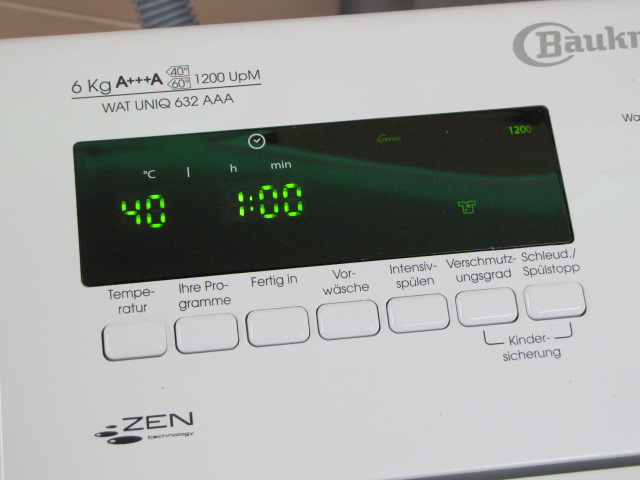 Baukn
6 Kg A+++A 40° 60° 1200 UpM
WAT UNIQ 632 AAA
Wa
1200
°C | h min
40 1:00
Tempe-
ratur
Ihre Pro-
gramme
Fertig in
Vor-
wäsche
Intensiv-
spülen
Verschmutz-
ungsgrad
Schleud./
Spülstopp
Kinder-
sicherung
ZEN
technology